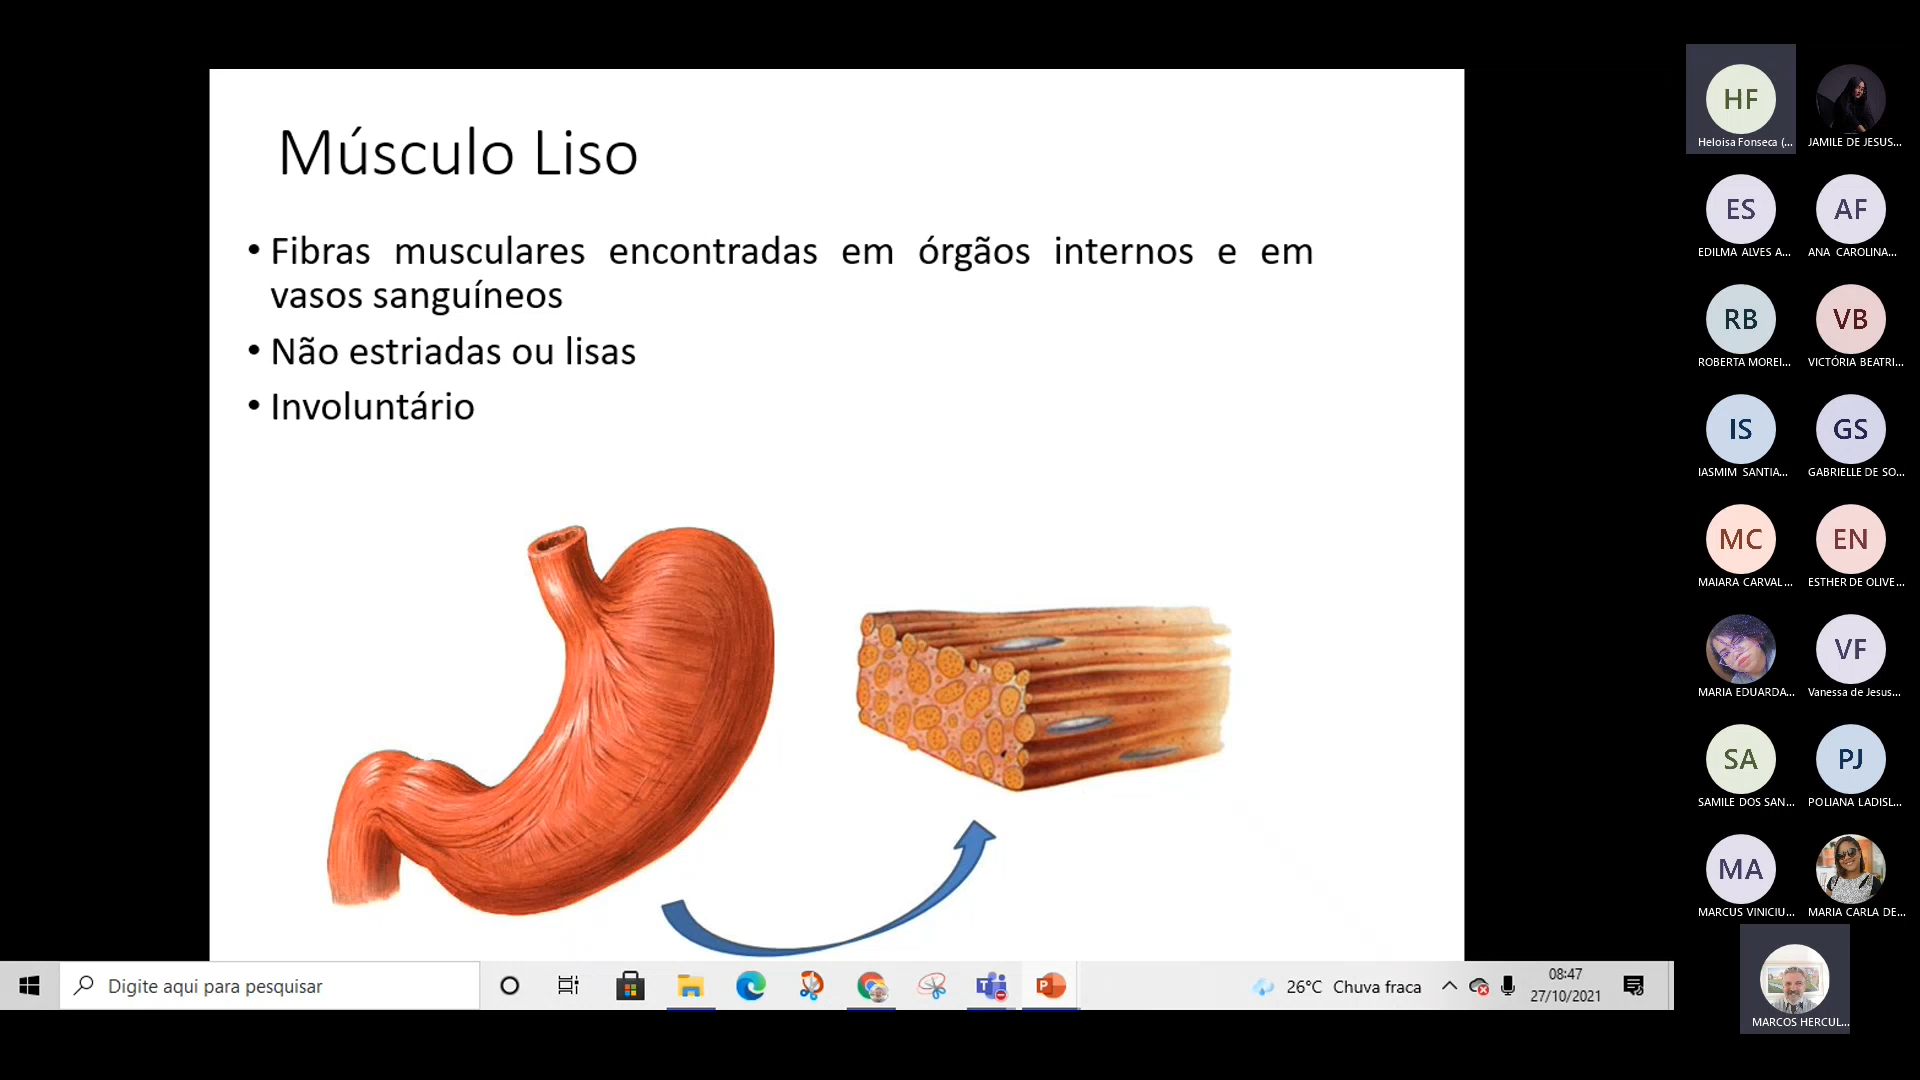 Músculo Liso
• Fibras musculares encontradas em órgãos internos e em
vasos sanguíneos
• Não estriadas ou lisas
• Involuntário
HF
Heloisa Fonseca (...
JAMILE DE JESUS...
ES
EDILMA ALVES A...
AF
ANA CAROLINA...
RB
ROBERTA MOREI...
VB
VICTÓRIA BEATRI...
IS
IASMIM SANTIA...
GS
GABRIELLE DE SO...
MC
MAIARA CARVAL...
EN
ESTHER DE OLIVE...
MARIA EDUARDA...
VF
Vanessa de Jesus...
SA
SAMILE DOS SAN...
PJ
POLIANA LADISL...
MA
MARCUS VINICIU...
MARIA CARLA DE...
MARCOS HERCUL...
Digite aqui para pesquisar
26°C Chuva fraca
08:47
27/10/2021